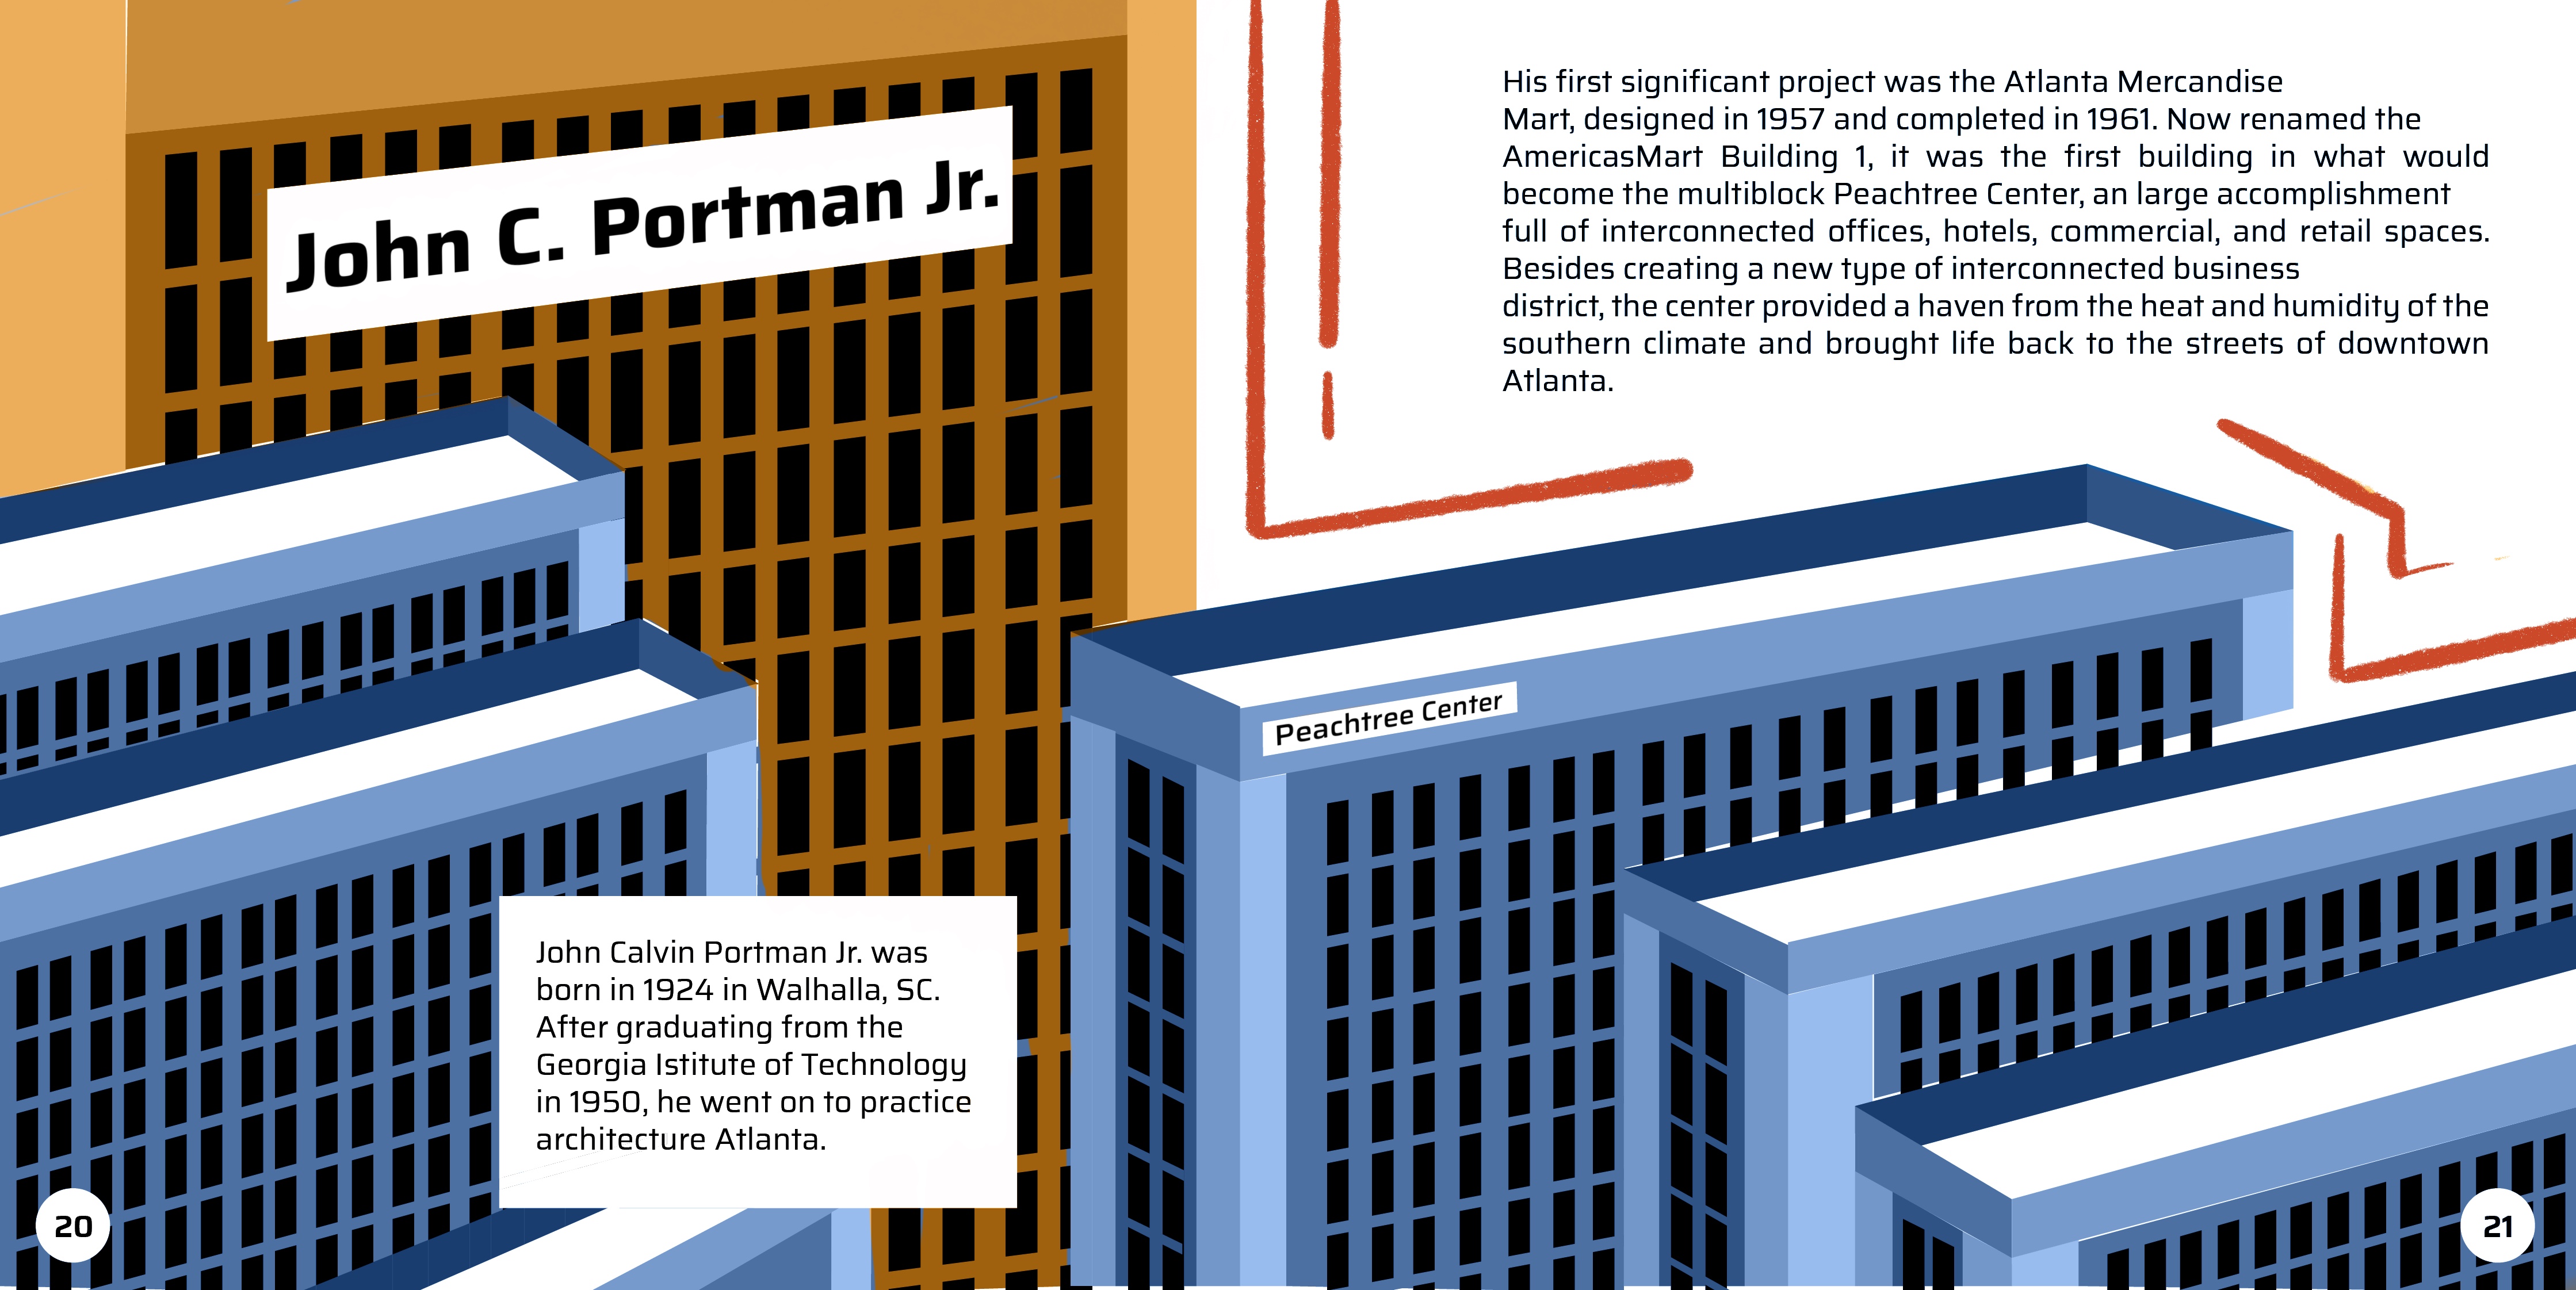 John C. Portman Jr.
John Calvin Portman Jr. was
born in 1924 in Walhalla, SC.
After graduating from the
Georgia Istitute of Technology
in 1950, he went on to practice
architecture Atlanta.
20
His first significant project was the Atlanta Mercandise
Mart, designed in 1957 and completed in 1961. Now renamed the
AmericasMart Building 1, it was the first building in what would
become the multiblock Peachtree Center, an large accomplishment
full of interconnected offices, hotels, commercial, and retail spaces.
Besides creating a new type of interconnected business
district, the center provided a haven from the heat and humidity of the
southern climate and brought life back to the streets of downtown
Atlanta.
Peachtree Center
21